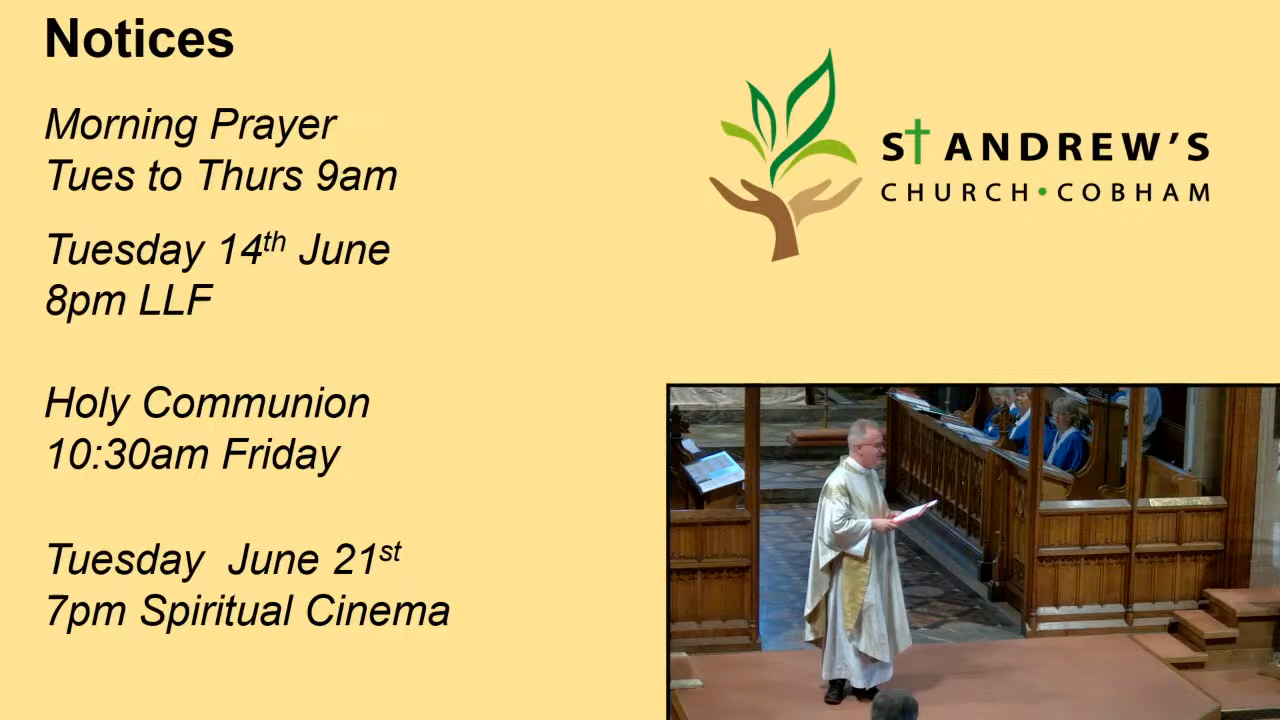 Notices
Morning Prayer
Tues to Thurs 9am
Tuesday 14th June
8pm LLF
Holy Communion
10:30am Friday
Tuesday  June 21st
7pm Spiritual Cinema
St ANDREW'S
CHURCH•COBHAM